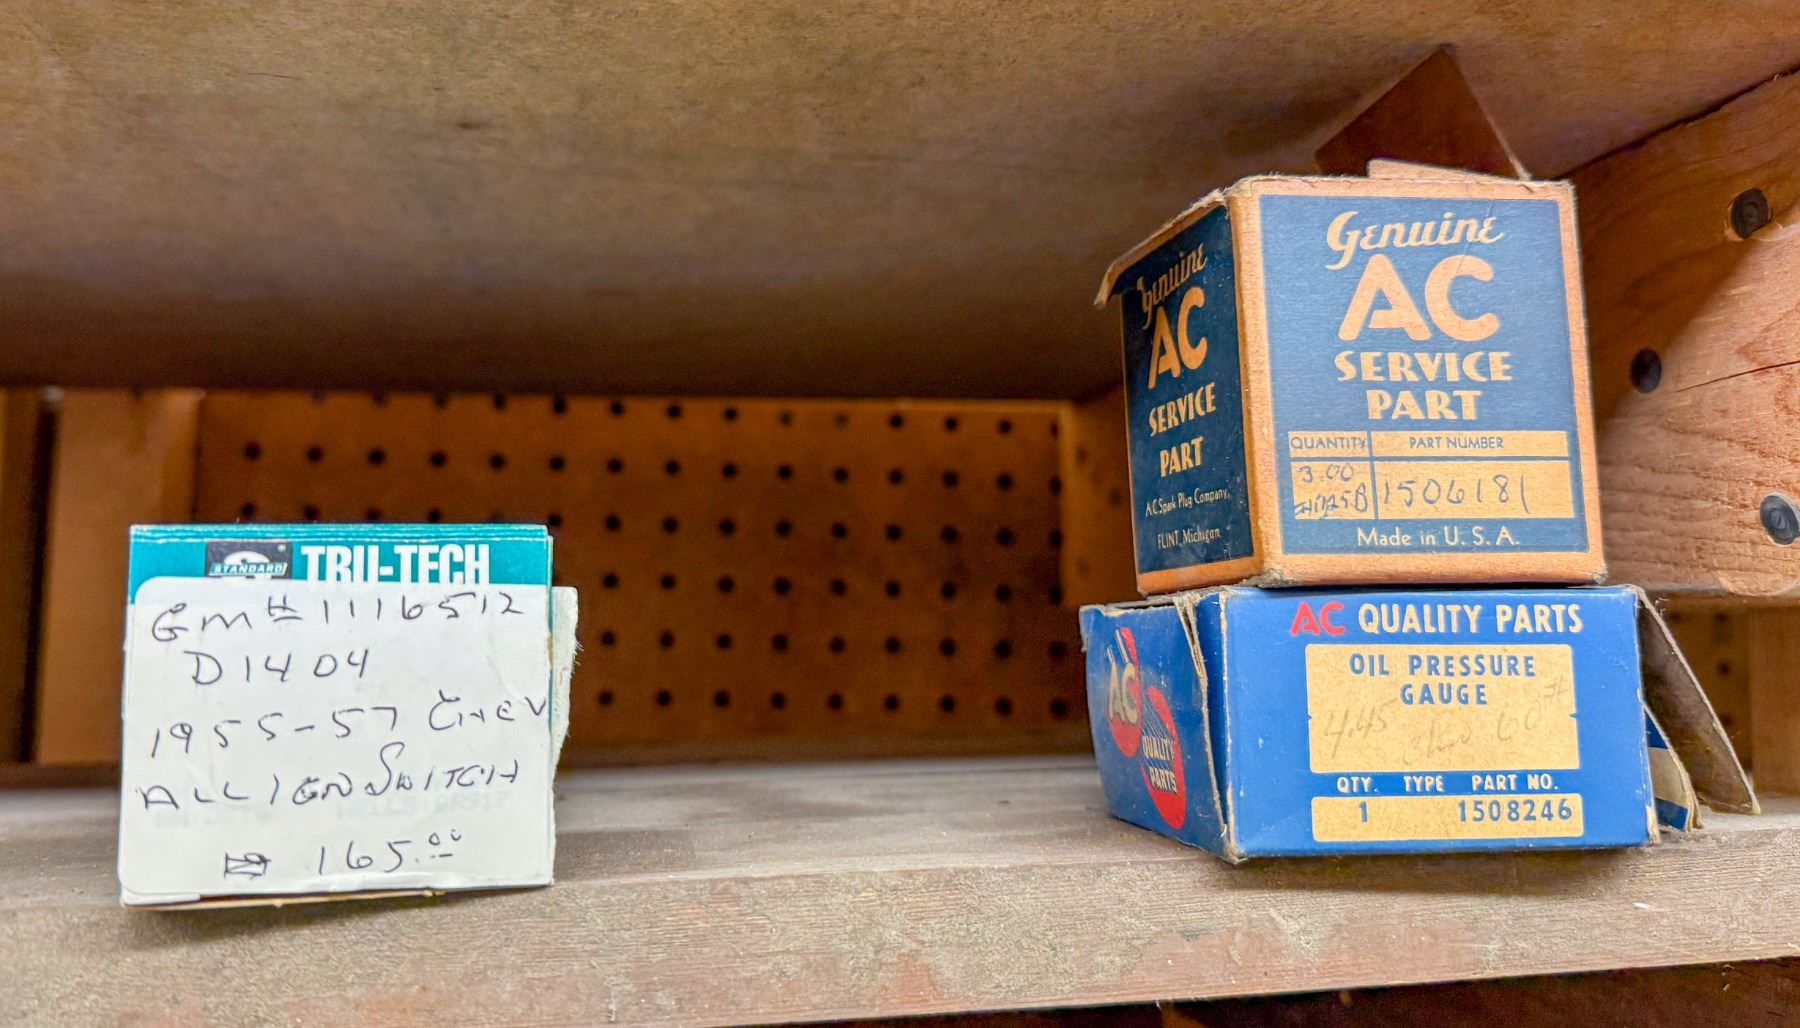 STANDARD
TRU-TECH
GM# 1116512
D1404
1955-57 CHEV
ALL IGN SWITCH
165.00
Genuine
AC
SERVICE
PART
A.C. Spark Plug Company,
FLINT, Michigan
Genuine
AC
SERVICE
PART
QUANTITY PART NUMBER
3.00 1506181
Made in U. S. A.
AC
QUALITY
PARTS
AC QUALITY PARTS
OIL PRESSURE
GAUGE
4.45 60#
QTY. TYPE PART NO.
1 1508246